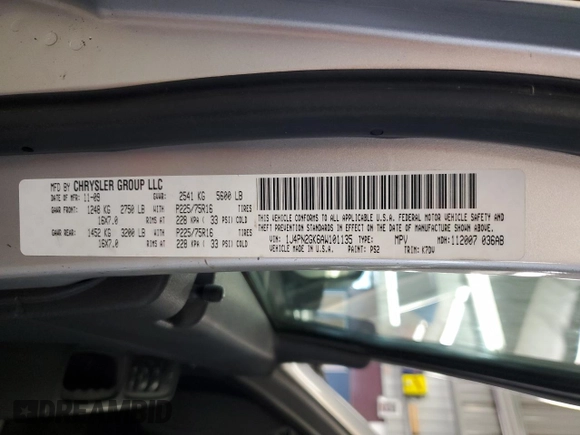 MFD BY CHRYSLER GROUP LLC
DATE OF MFR: 11-09 GVWR: 2541 KG 5600 LB
GAWR FRONT: 1248 KG 2750 LB WITH P225/75R16 TIRES
16X7.0 RIMS AT 228 KPA ( 33 PSI) COLD
GAWR REAR: 1452 KG 3200 LB WITH P225/75R16 TIRES
16X7.0 RIMS AT 228 KPA ( 33 PSI) COLD
THIS VEHICLE CONFORMS TO ALL APPLICABLE U.S.A. FEDERAL MOTOR VEHICLE SAFETY AND
THEFT PREVENTION STANDARDS IN EFFECT ON THE DATE OF MANUFACTURE SHOWN ABOVE.
VIN: 1J4PN2GK6AW101135 TYPE: MPV MDH: 112007 036AB
VEHICLE MADE IN U.S.A. PAINT: PS2 TRIM: K7DV
DREAMBID